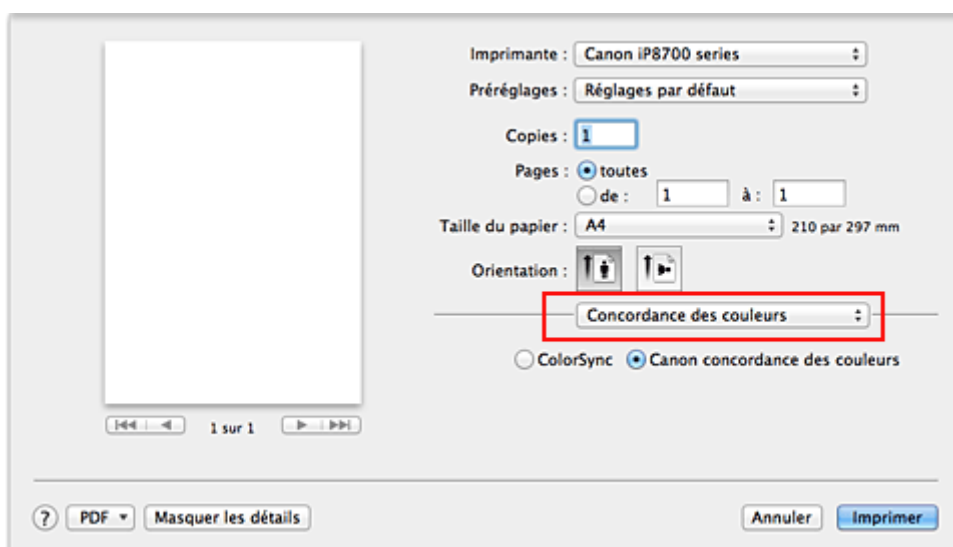 Imprimante : Canon iP8700 series
Préréglages : Réglages par défaut
Copies : 1
Pages : toutes
de : 1 à : 1
Taille du papier : A4 210 par 297 mm
Orientation :
Concordance des couleurs
ColorSync Canon concordance des couleurs
1 sur 1
? PDF Masquer les détails Annuler Imprimer